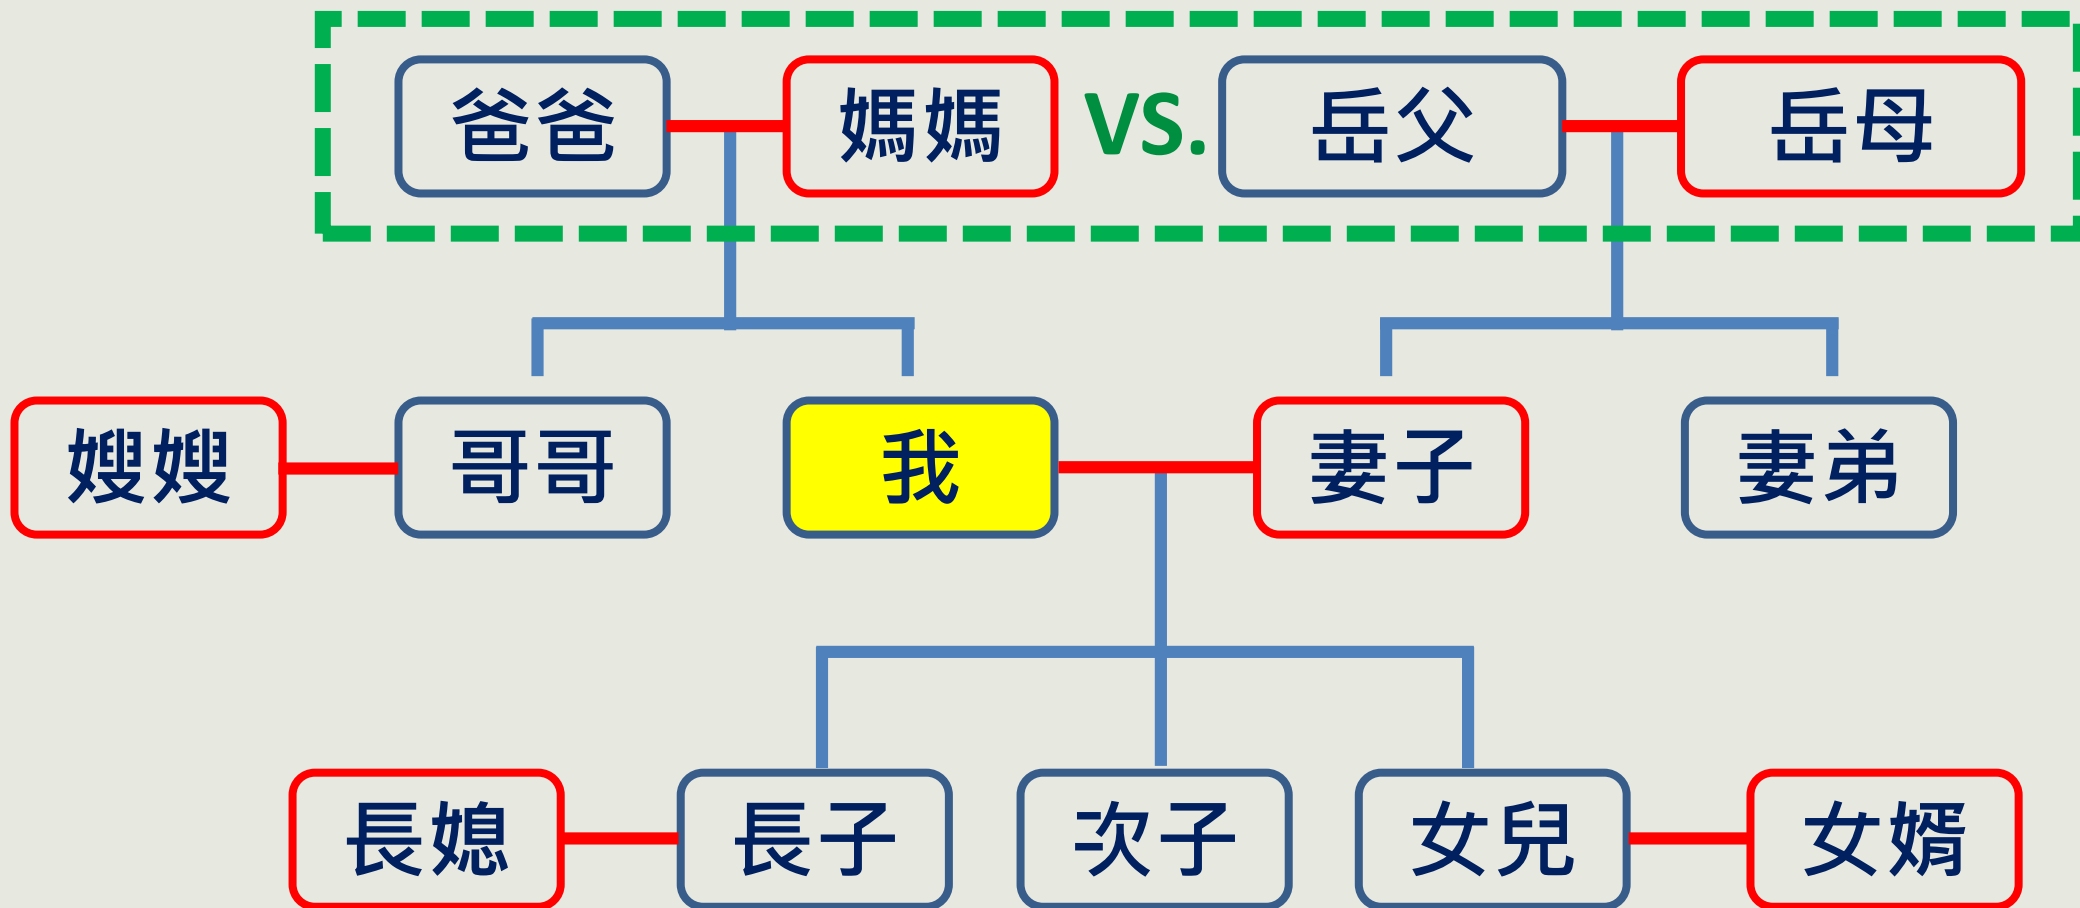 爸爸 媽媽 VS. 岳父 岳母
嫂嫂 哥哥 我 妻子 妻弟
長媳 長子 次子 女兒 女婿